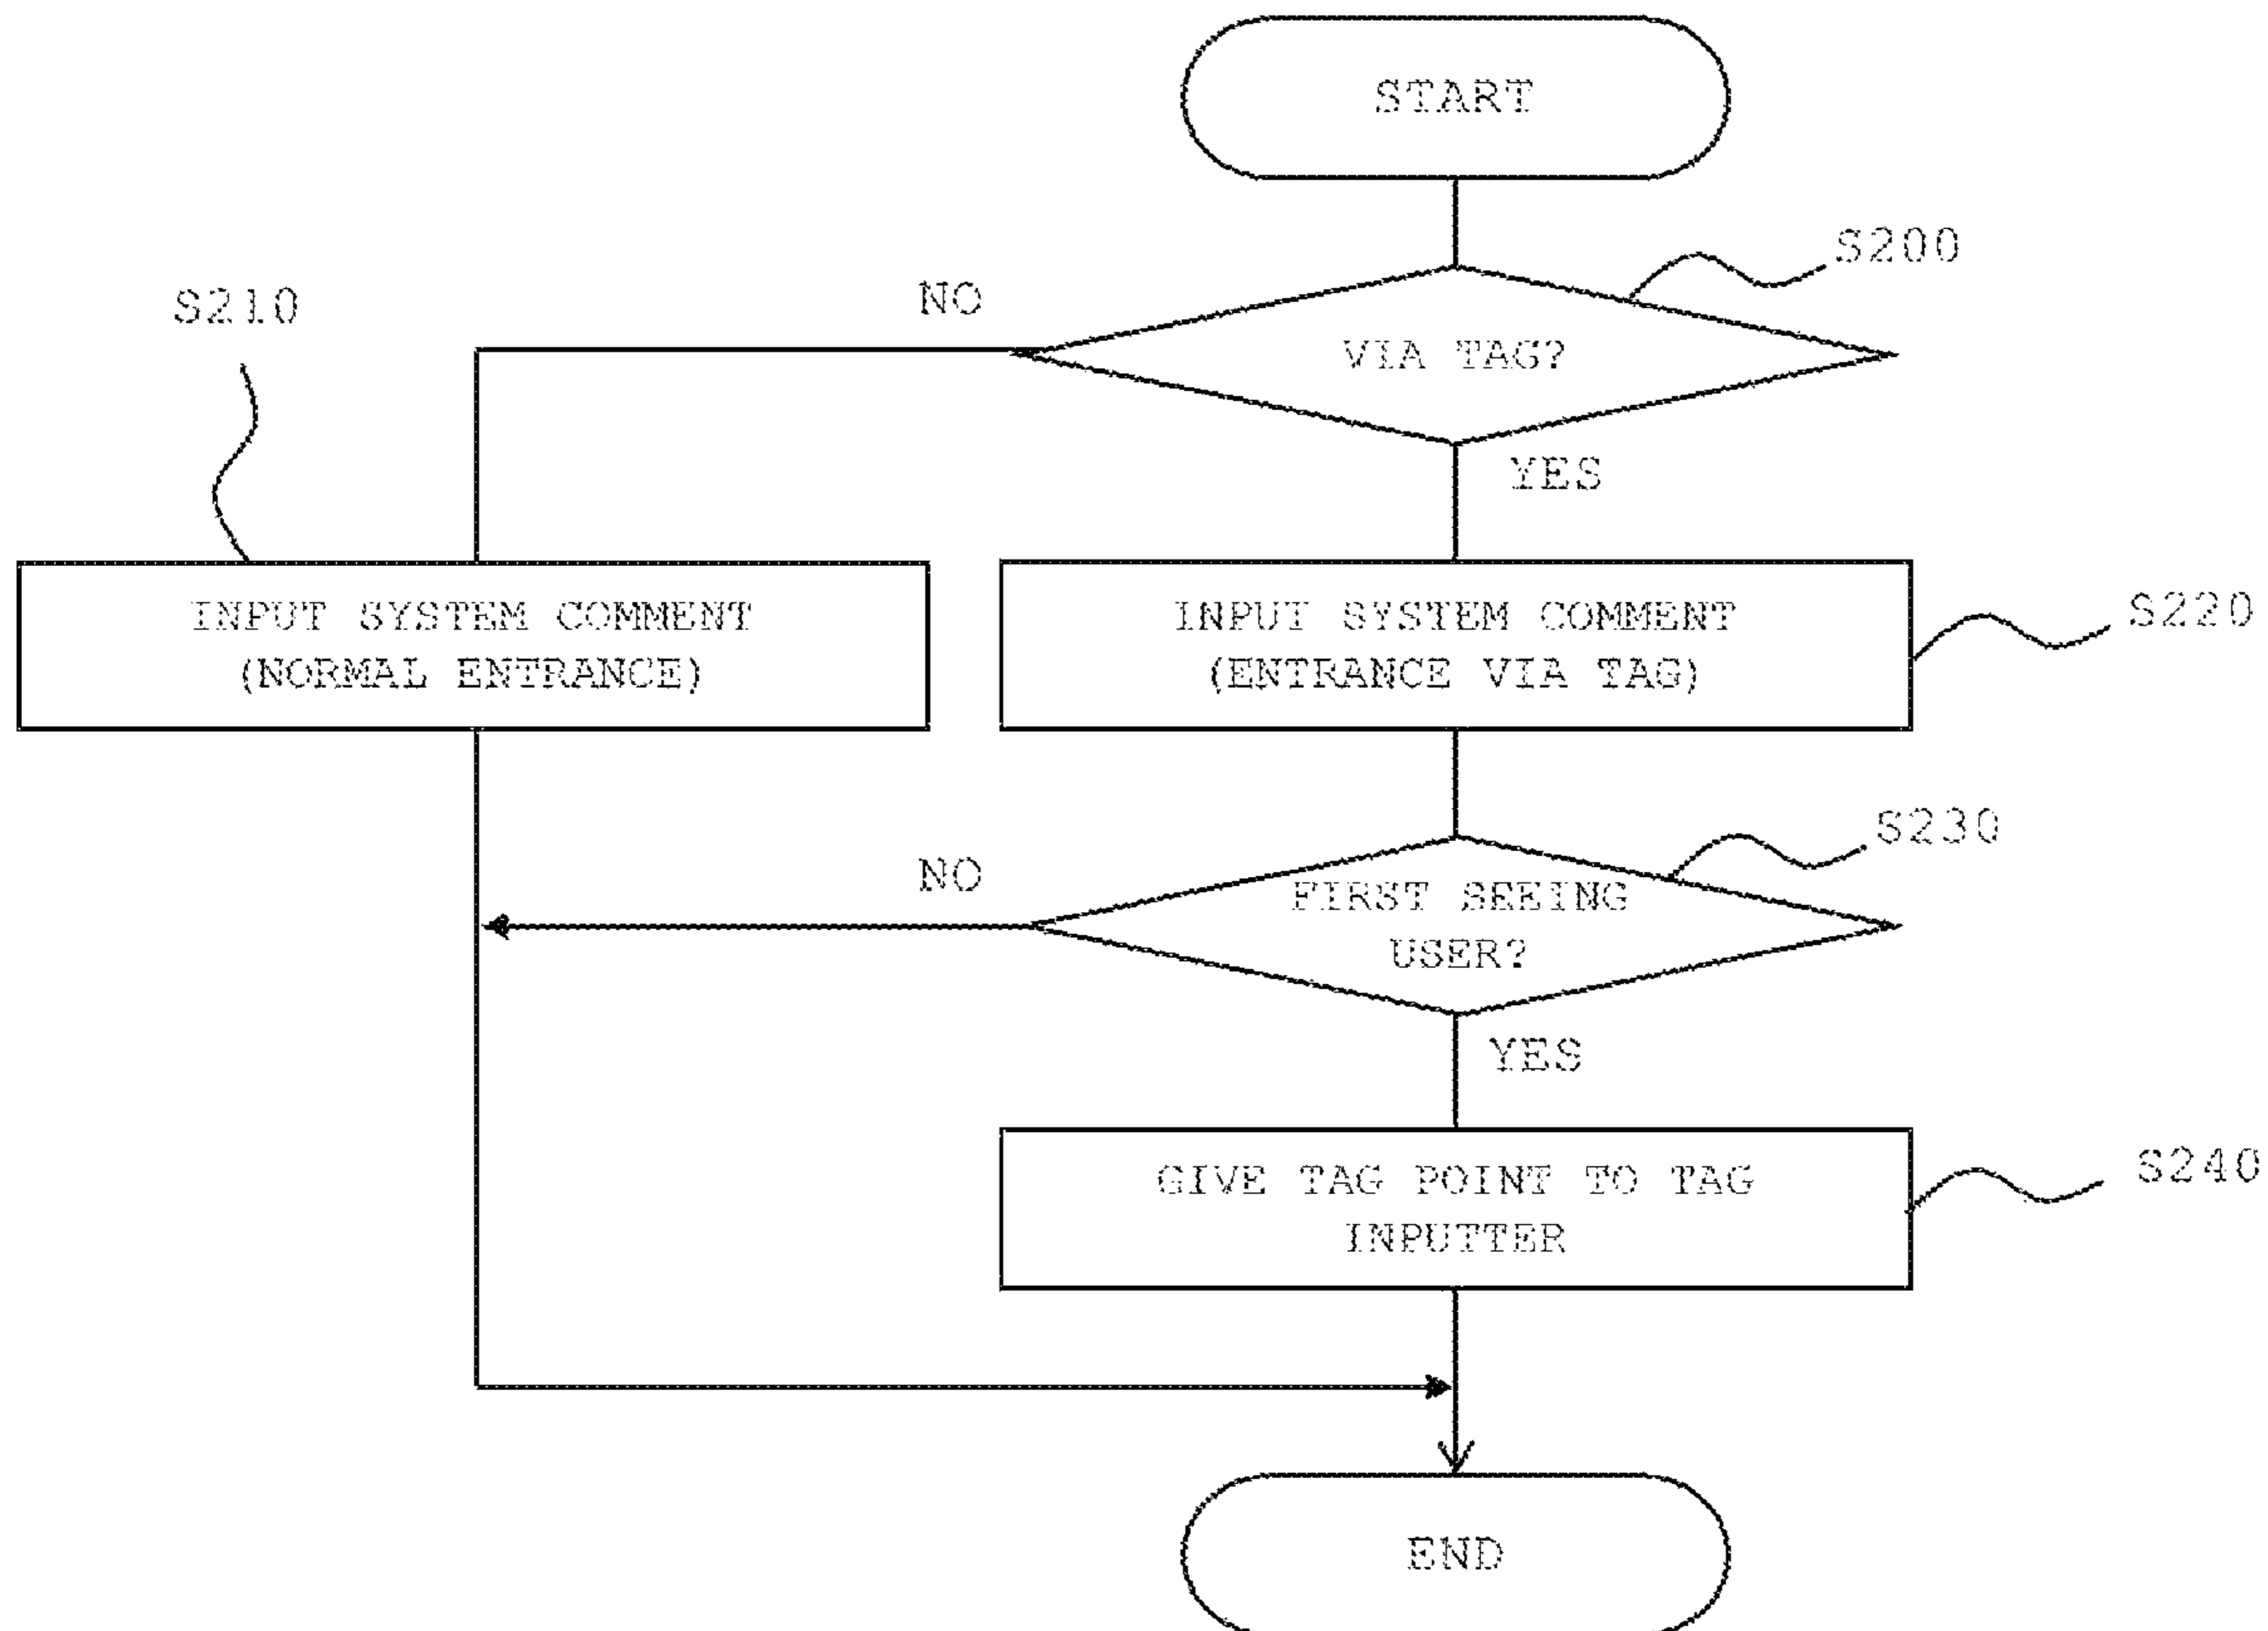 START
S200
NO
S210
VIA TAG?
YES
INPUT SYSTEM COMMENT
(NORMAL ENTRANCE)
INPUT SYSTEM COMMENT
(ENTRANCE VIA TAG)
S220
S230
NO
FIRST SEEING
USER?
YES
GIVE TAG POINT TO TAG
INPUTTER
S240
END